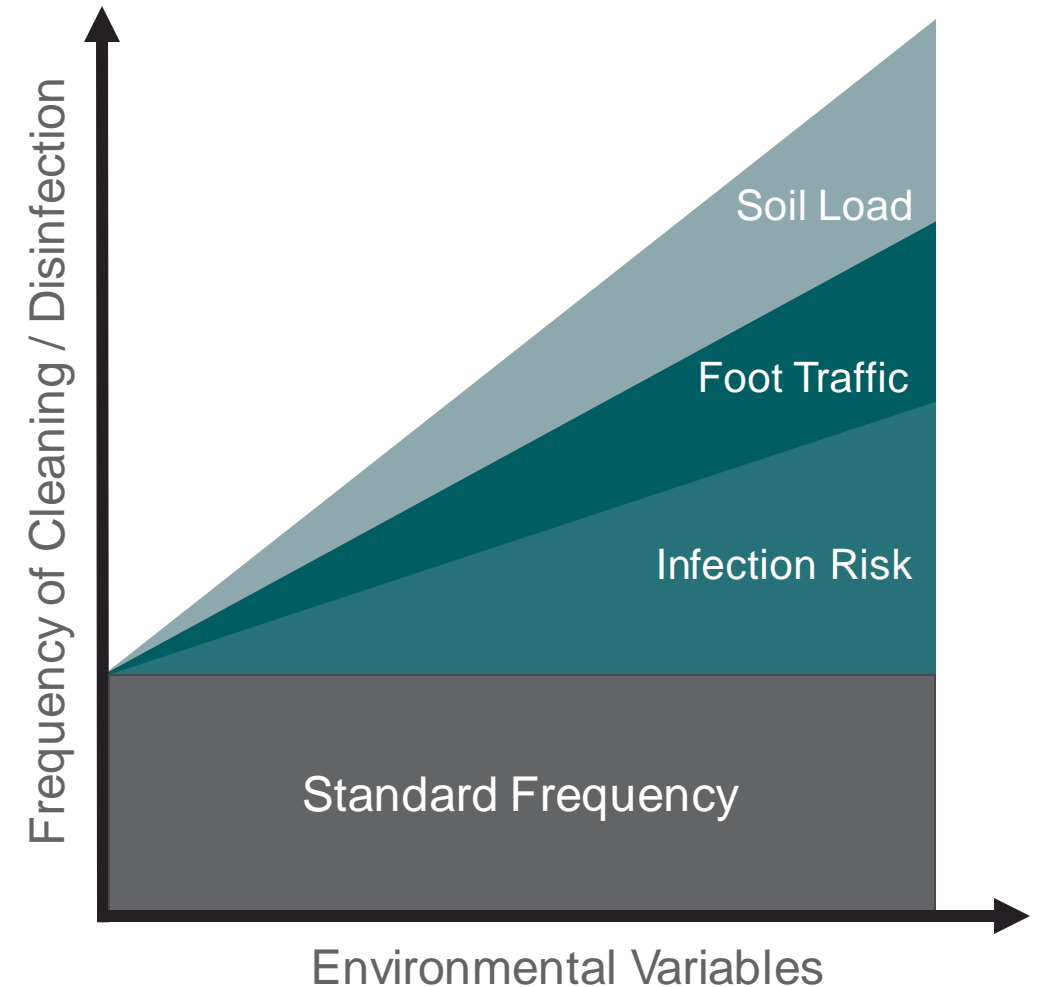 Frequency of Cleaning / Disinfection
Soil Load
Foot Traffic
Infection Risk
Standard Frequency
Environmental Variables